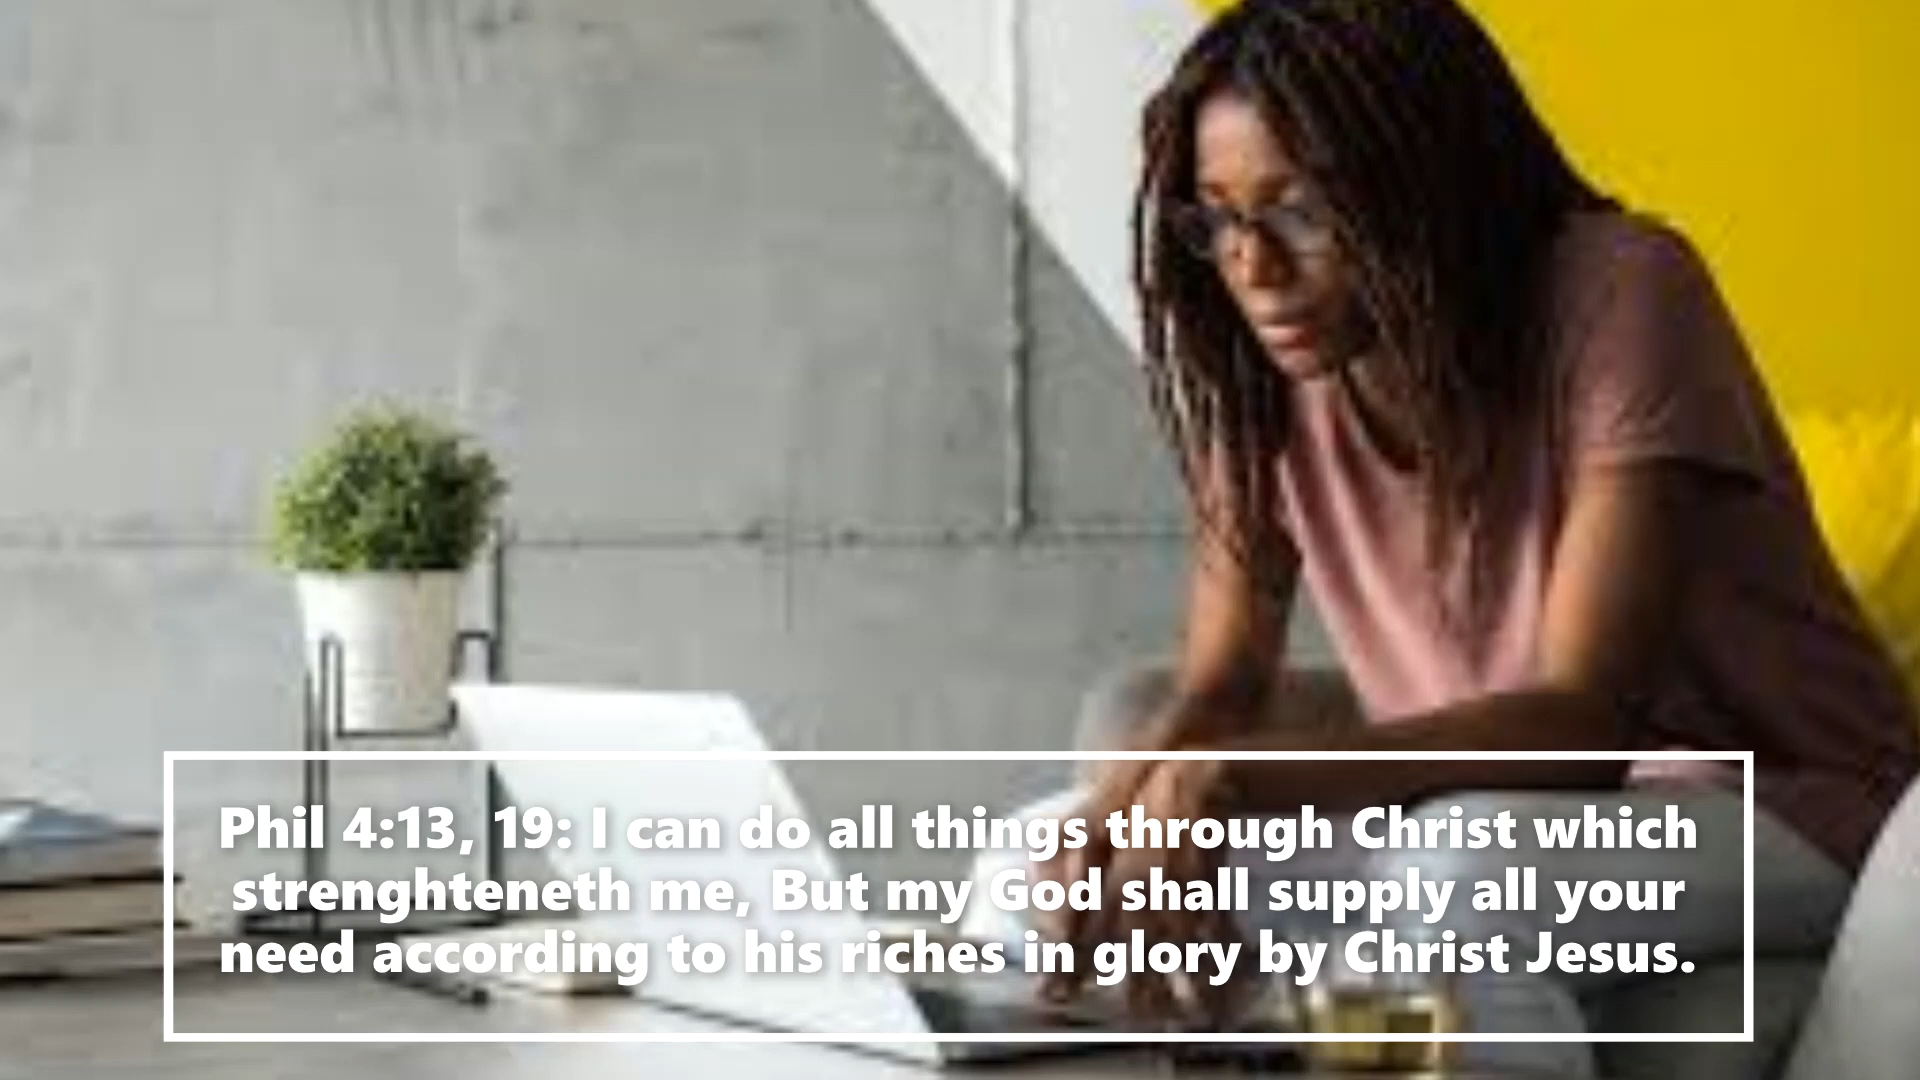 Phil 4:13, 19: I can do all things through Christ which
strenghteneth me, But my God shall supply all your
need according to his riches in glory by Christ Jesus.